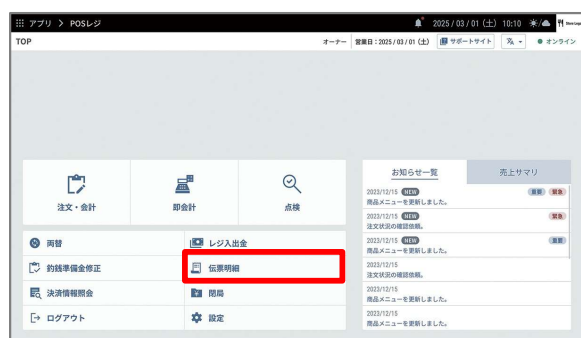 アプリ > POSレジ
2025 / 03 / 01 (土) 10:10
TOP
オーナー 営業日:2025 / 03 / 01 (土) サポートサイト オンライン
お知らせ一覧 売上サマリ
注文・会計 即会計 点検
2023/12/15 NEW 重要 緊急
商品メニューを更新しました。
2023/12/15 NEW 緊急
注文状況の確認依頼。
2023/12/15 NEW 重要
商品メニューを更新しました。
2023/12/15
注文状況の確認依頼。
2023/12/15
商品メニューを更新しました。
2023/12/15
商品メニューを更新しました。
両替 レジ入出金
釣銭準備金修正 伝票明細
決済情報照会 閉局
ログアウト 設定